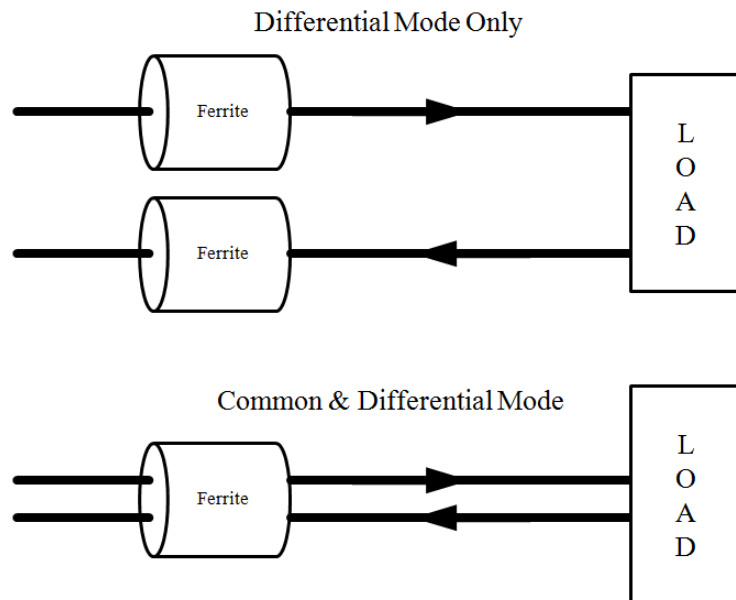 Differential Mode Only
Ferrite
L
O
A
D
Ferrite
Common & Differential Mode
Ferrite
L
O
A
D